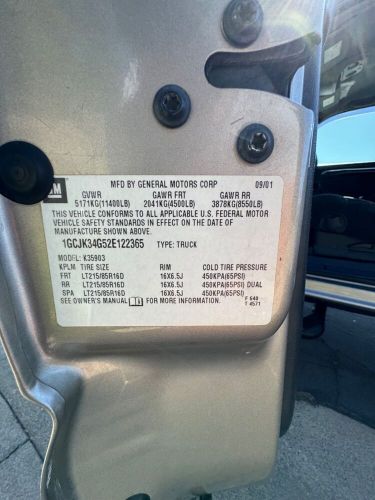 GM
MFD BY GENERAL MOTORS CORP 09/01
GVWR GAWR FRT GAWR RR
5171KG(11400LB) 2041KG(4500LB) 3878KG(8550LB)
THIS VEHICLE CONFORMS TO ALL APPLICABLE U.S. FEDERAL MOTOR
VEHICLE SAFETY STANDARDS IN EFFECT ON THE DATE OF
MANUFACTURE SHOWN ABOVE.
1GCJK34G52E122365 TYPE: TRUCK
MODEL: K35903
KPLM TIRE SIZE RIM COLD TIRE PRESSURE
FRT LT215/85R16D 16X6.5J 450KPA(65PSI)
RR LT215/85R16D 16X6.5J 450KPA(65PSI) DUAL
SPA LT215/85R16D 16X6.5J 450KPA(65PSI)
SEE OWNER'S MANUAL FOR MORE INFORMATION. F 640
T 4571